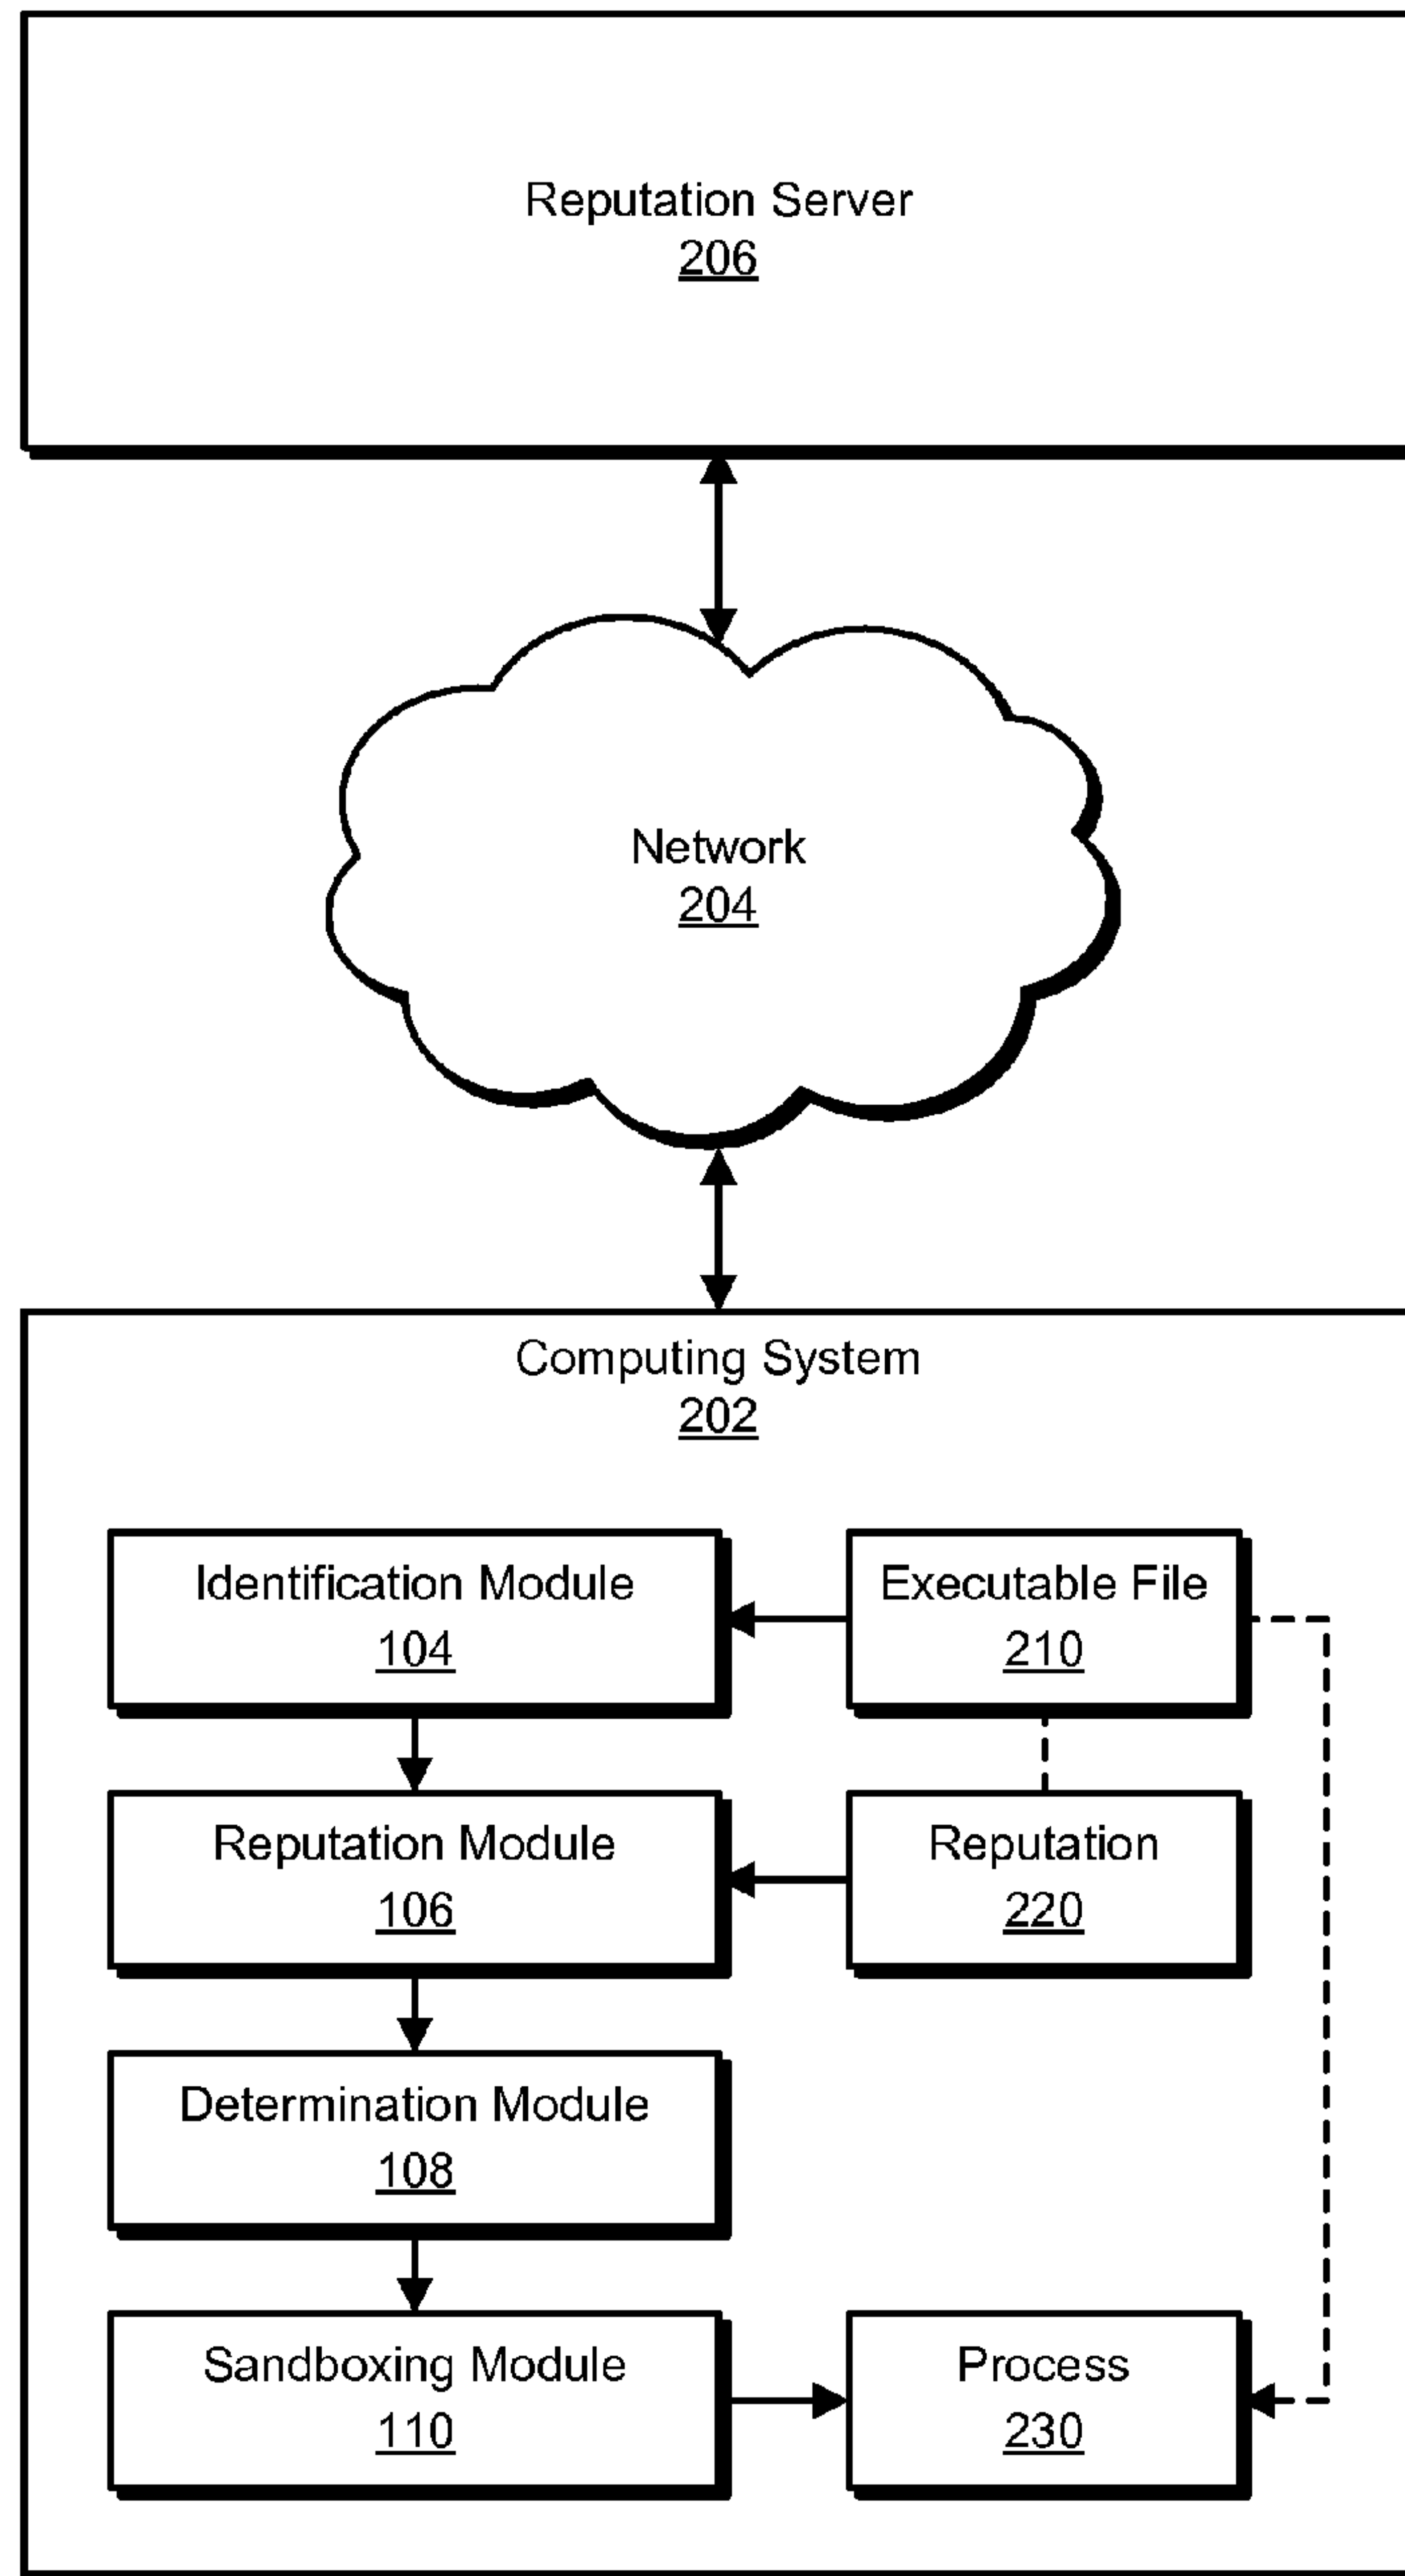 Reputation Server
206
Network
204
Computing System
202
Identification Module
104
Executable File
210
Reputation Module
106
Reputation
220
Determination Module
108
Sandboxing Module
110
Process
230